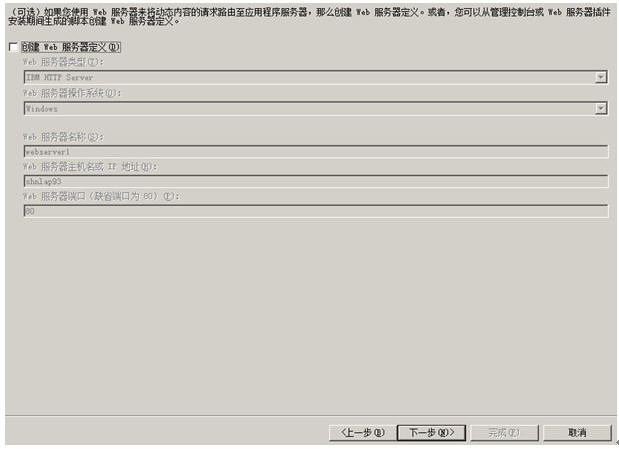 （可选）如果您使用 Web 服务器来将动态内容的请求路由至应用程序服务器，那么创建 Web 服务器定义。或者，您可以从管理控制台或 Web 服务器插件
安装期间生成的脚本创建 Web 服务器定义。
创建 Web 服务器定义(D)
Web 服务器类型(T)：
IBM HTTP Server
Web 服务器操作系统(O)：
Windows
Web 服务器名称(S)：
webserver1
Web 服务器主机名或 IP 地址(H)：
shnlap93
Web 服务器端口（缺省端口为 80）(P)：
80
<上一步(B) 下一步(N)> 完成(F) 取消